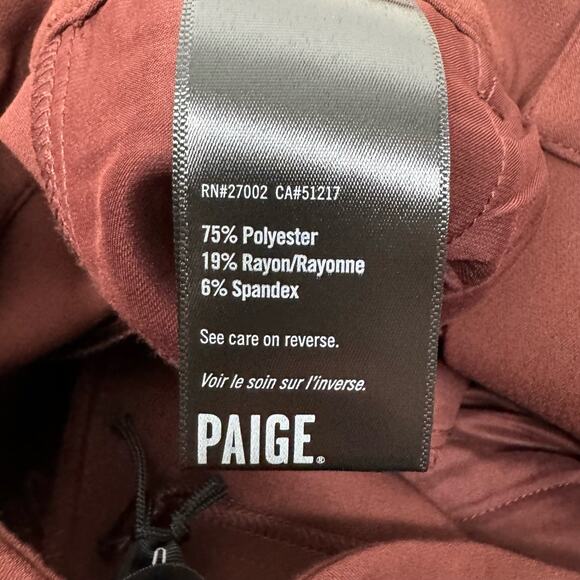 RN#27002 CA#51217
75% Polyester
19% Rayon/Rayonne
6% Spandex
See care on reverse.
Voir le soin sur l'inverse.
PAIGE®